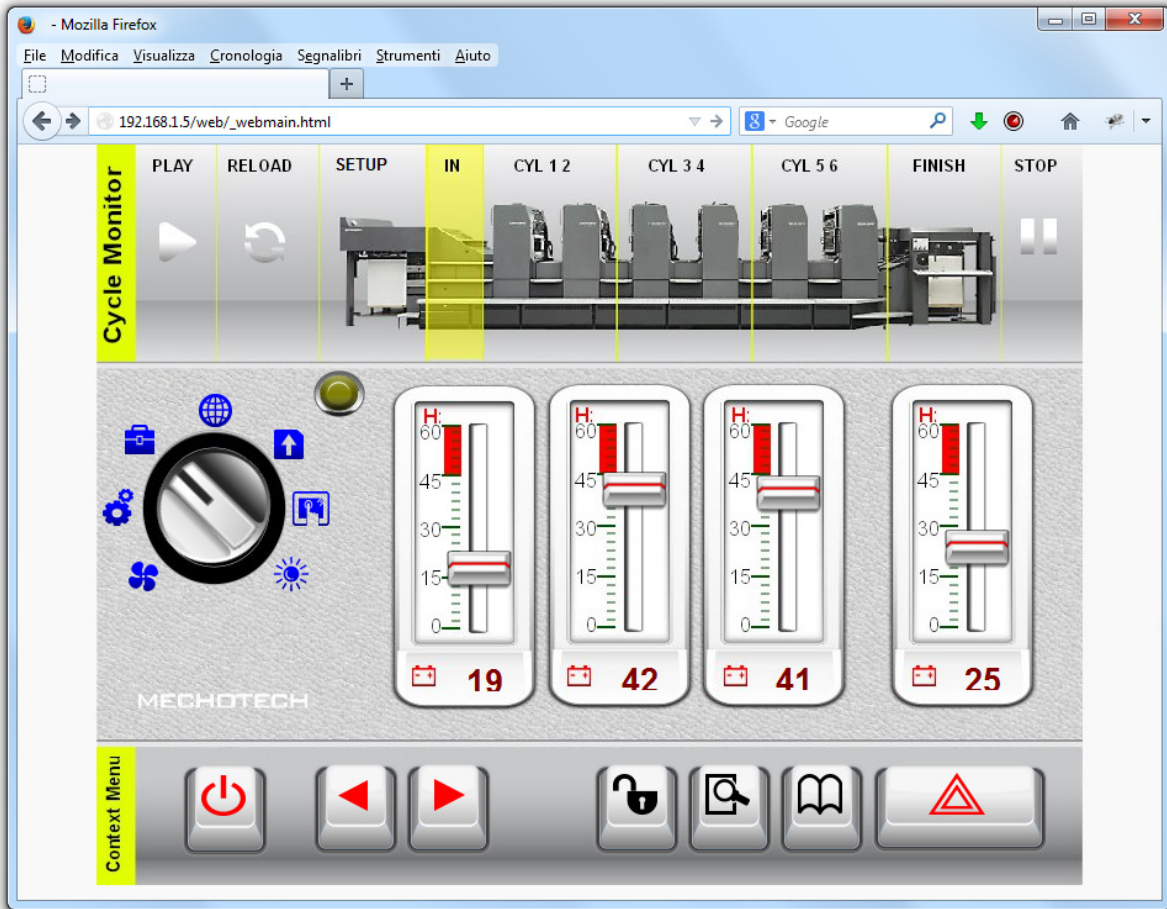 - Mozilla Firefox
File Modifica Visualizza Cronologia Segnalibri Strumenti Aiuto
192.168.1.5/web/_webmain.html
8 Google
Cycle Monitor
PLAY RELOAD SETUP IN CYL 1 2 CYL 3 4 CYL 5 6 FINISH STOP
H: H: H: H:
60 60 60 60
45 45 45 45
30 30 30 30
15 15 15 15
0 0 0 0
19 42 41 25
MECHOTECH
Context Menu